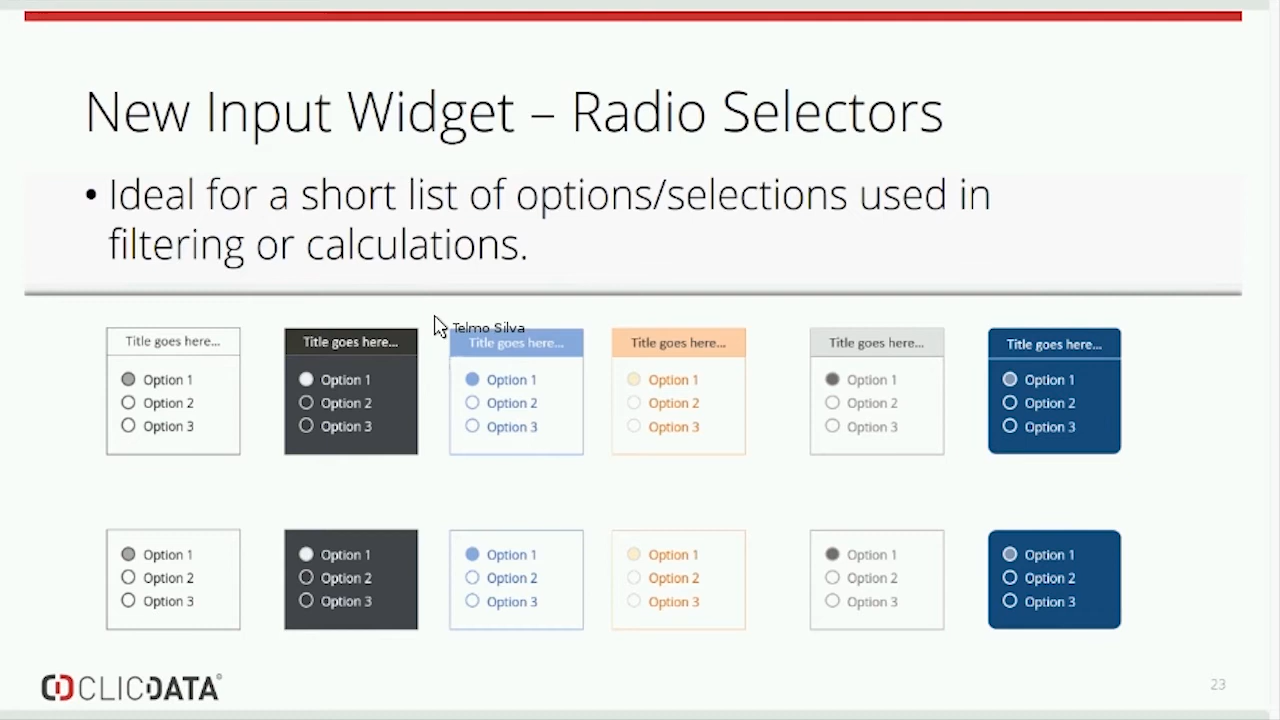 New Input Widget – Radio Selectors
• Ideal for a short list of options/selections used in
filtering or calculations.
Telmo Silva
Title goes here... Title goes here... Title goes here... Title goes here... Title goes here... Title goes here...
Option 1 Option 1 Option 1 Option 1 Option 1 Option 1
Option 2 Option 2 Option 2 Option 2 Option 2 Option 2
Option 3 Option 3 Option 3 Option 3 Option 3 Option 3
Option 1 Option 1 Option 1 Option 1 Option 1 Option 1
Option 2 Option 2 Option 2 Option 2 Option 2 Option 2
Option 3 Option 3 Option 3 Option 3 Option 3 Option 3
CLICDATA
23